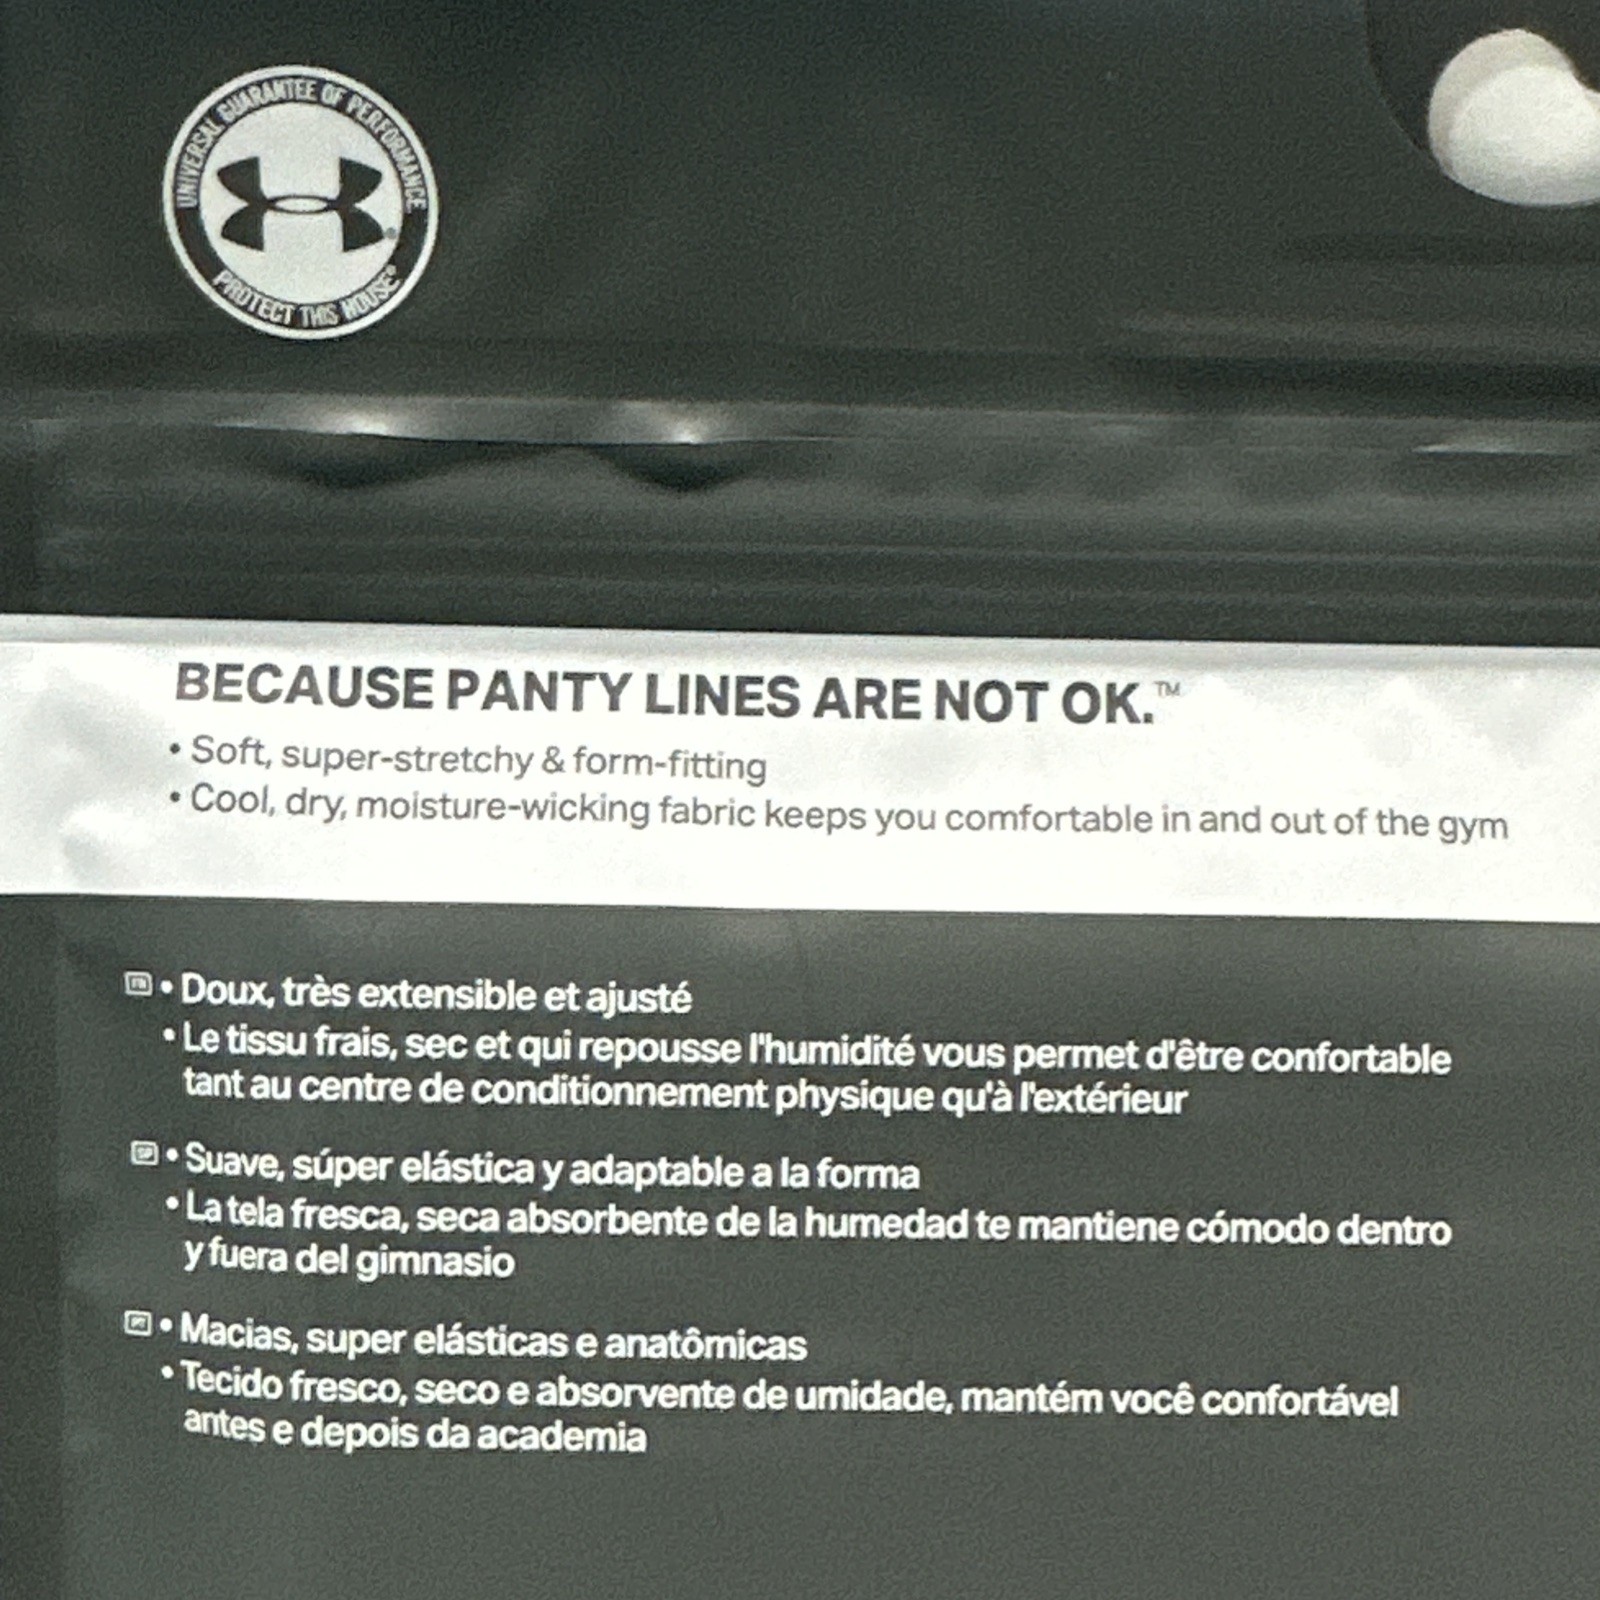 UNIVERSAL GUARANTEE OF PERFORMANCE
PROTECT THIS HOUSE®
BECAUSE PANTY LINES ARE NOT OK.™
• Soft, super-stretchy & form-fitting
• Cool, dry, moisture-wicking fabric keeps you comfortable in and out of the gym
• Doux, très extensible et ajusté
• Le tissu frais, sec et qui repousse l'humidité vous permet d'être confortable
tant au centre de conditionnement physique qu'à l'extérieur
SP • Suave, súper elástica y adaptable a la forma
• La tela fresca, seca absorbente de la humedad te mantiene cómodo dentro
y fuera del gimnasio
PT • Macias, super elásticas e anatômicas
• Tecido fresco, seco e absorvente de umidade, mantém você confortável
antes e depois da academia